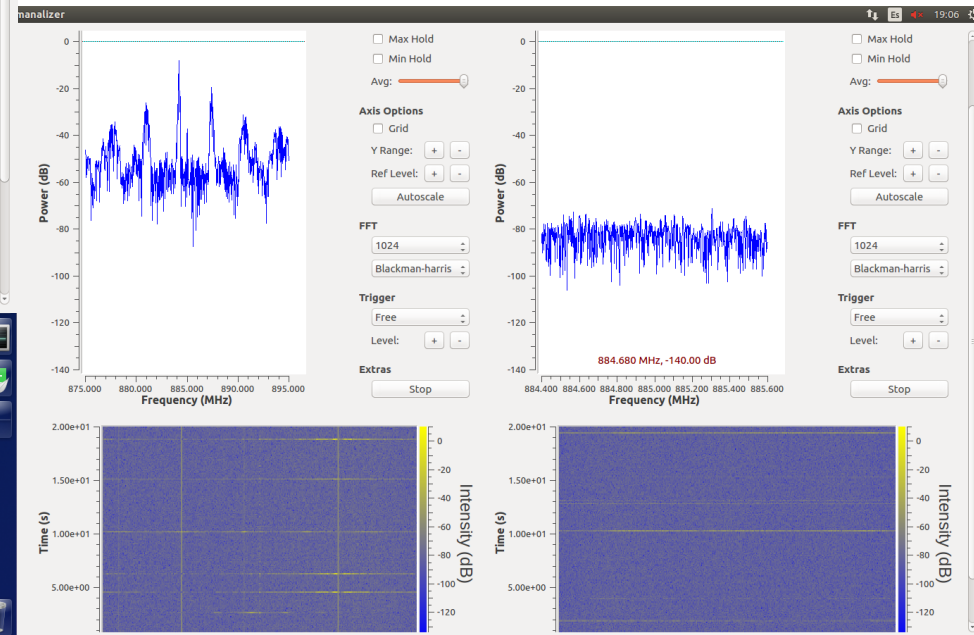 manalizer Es 19:06
0
-20
-40
-60
-80
-100
-120
-140
Power (dB)
875.000 880.000 885.000 890.000 895.000
Frequency (MHz)
Max Hold
Min Hold
Avg:
Axis Options
Grid
Y Range: + -
Ref Level: + -
Autoscale
FFT
1024
Blackman-harris
Trigger
Free
Level: + -
Extras
Stop
0
-20
-40
-60
-80
-100
-120
-140
Power (dB)
884.680 MHz, -140.00 dB
884.400 884.600 884.800 885.000 885.200 885.400 885.600
Frequency (MHz)
Max Hold
Min Hold
Avg:
Axis Options
Grid
Y Range: + -
Ref Level: + -
Autoscale
FFT
1024
Blackman-harris
Trigger
Free
Level: + -
Extras
Stop
2.00e+01
1.50e+01
1.00e+01
5.00e+00
Time (s)
0
-20
-40
-60
-80
-100
-120
Intensity (dB)
2.00e+01
1.50e+01
1.00e+01
5.00e+00
Time (s)
0
-20
-40
-60
-80
-100
-120
Intensity (dB)